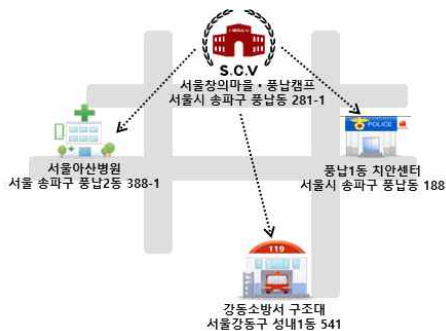 S.C.V
서울창의마을・풍납캠프
서울시 송파구 풍납동 281-1
POLICE
서울아산병원
서울 송파구 풍납2동 388-1
풍납1동 치안센터
서울시 송파구 풍납동 188
119
강동소방서 구조대
서울강동구 성내1동 541